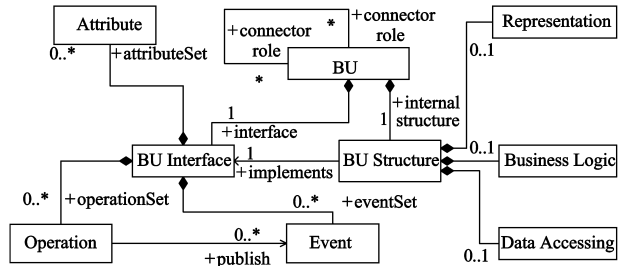 Attribute
0..*
+attributeSet
+connector
role
*
*
+connector
role
BU
Representation
0..1
1
+interface
+internal
structure
1
BU Interface
1
+implements
BU Structure
0..1
Business Logic
0..*
+operationSet
0..*
+eventSet
Operation
0..*
+publish
Event
0..1
Data Accessing